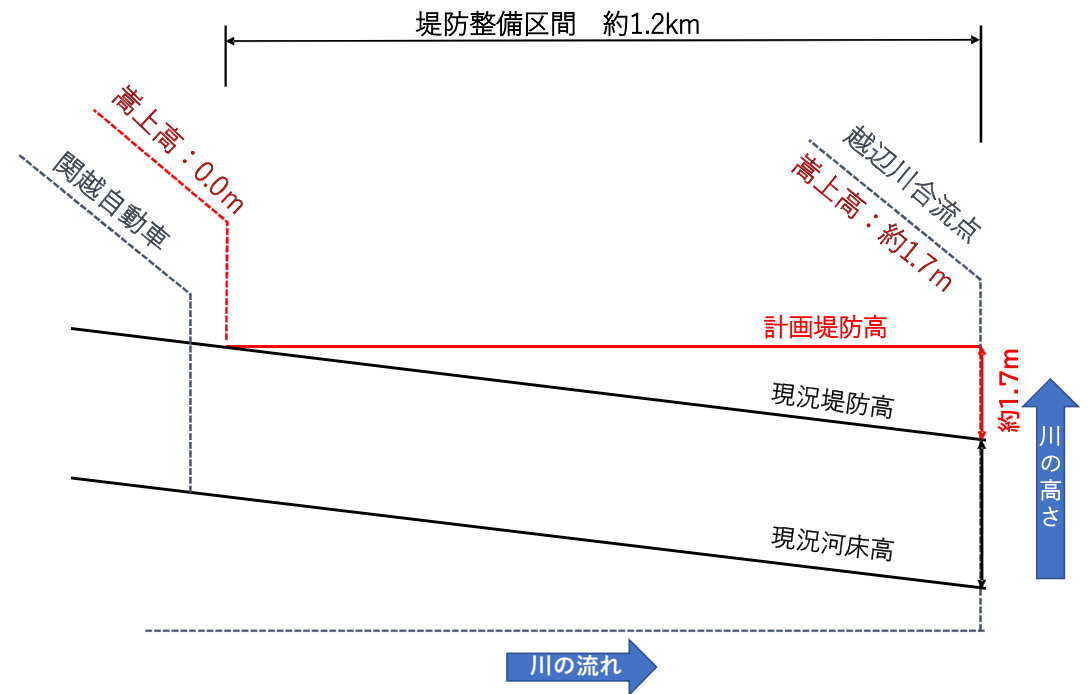 堤防整備区間　約1.2km
嵩上高：0.0m
関越自動車
越辺川合流点
嵩上高：約1.7m
計画堤防高
約1.7m
現況堤防高
川の高さ
現況河床高
川の流れ